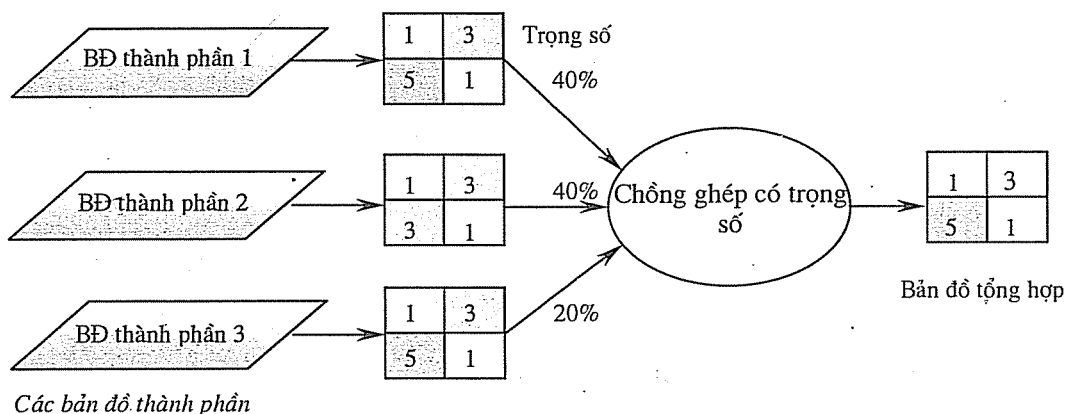 BĐ thành phần 1
1 3
5 1
Trọng số
40%
BĐ thành phần 2
1 3
3 1
40%
Chồng ghép có trọng
số
1 3
5 1
Bản đồ tổng hợp
BĐ thành phần 3
1 3
5 1
20%
Các bản đồ thành phần